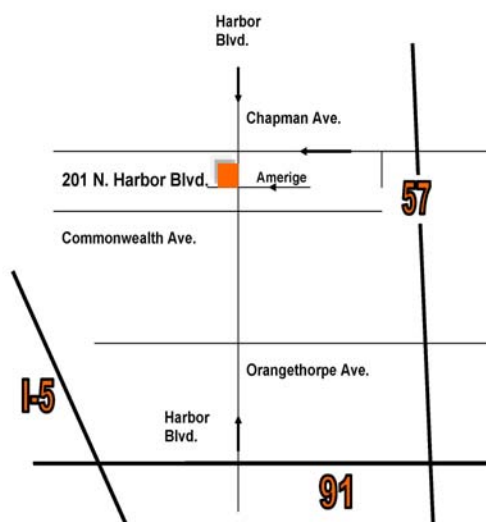 Harbor
Blvd.
Chapman Ave.
201 N. Harbor Blvd.
Amerige
57
Commonwealth Ave.
Orangethorpe Ave.
I-5
Harbor
Blvd.
91